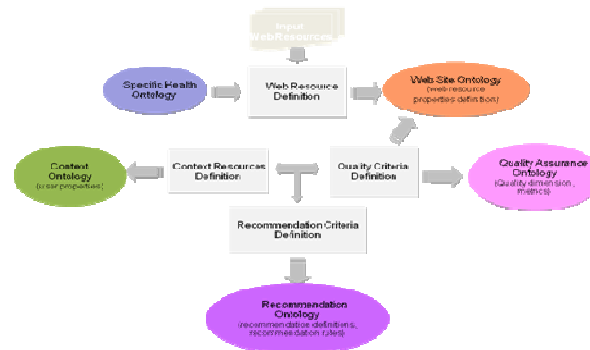 Input
Web Resources
Specific Health
Ontology
Web Resource
Definition
Web Site Ontology
(web resource
properties definition)
Context
Ontology
(user properties)
Context Resources
Definition
Quality Criteria
Definition
Quality Assurance
Ontology
(Quality dimension,
metrics)
Recommendation Criteria
Definition
Recommendation
Ontology
(recommendation definitions,
recommendation rules)